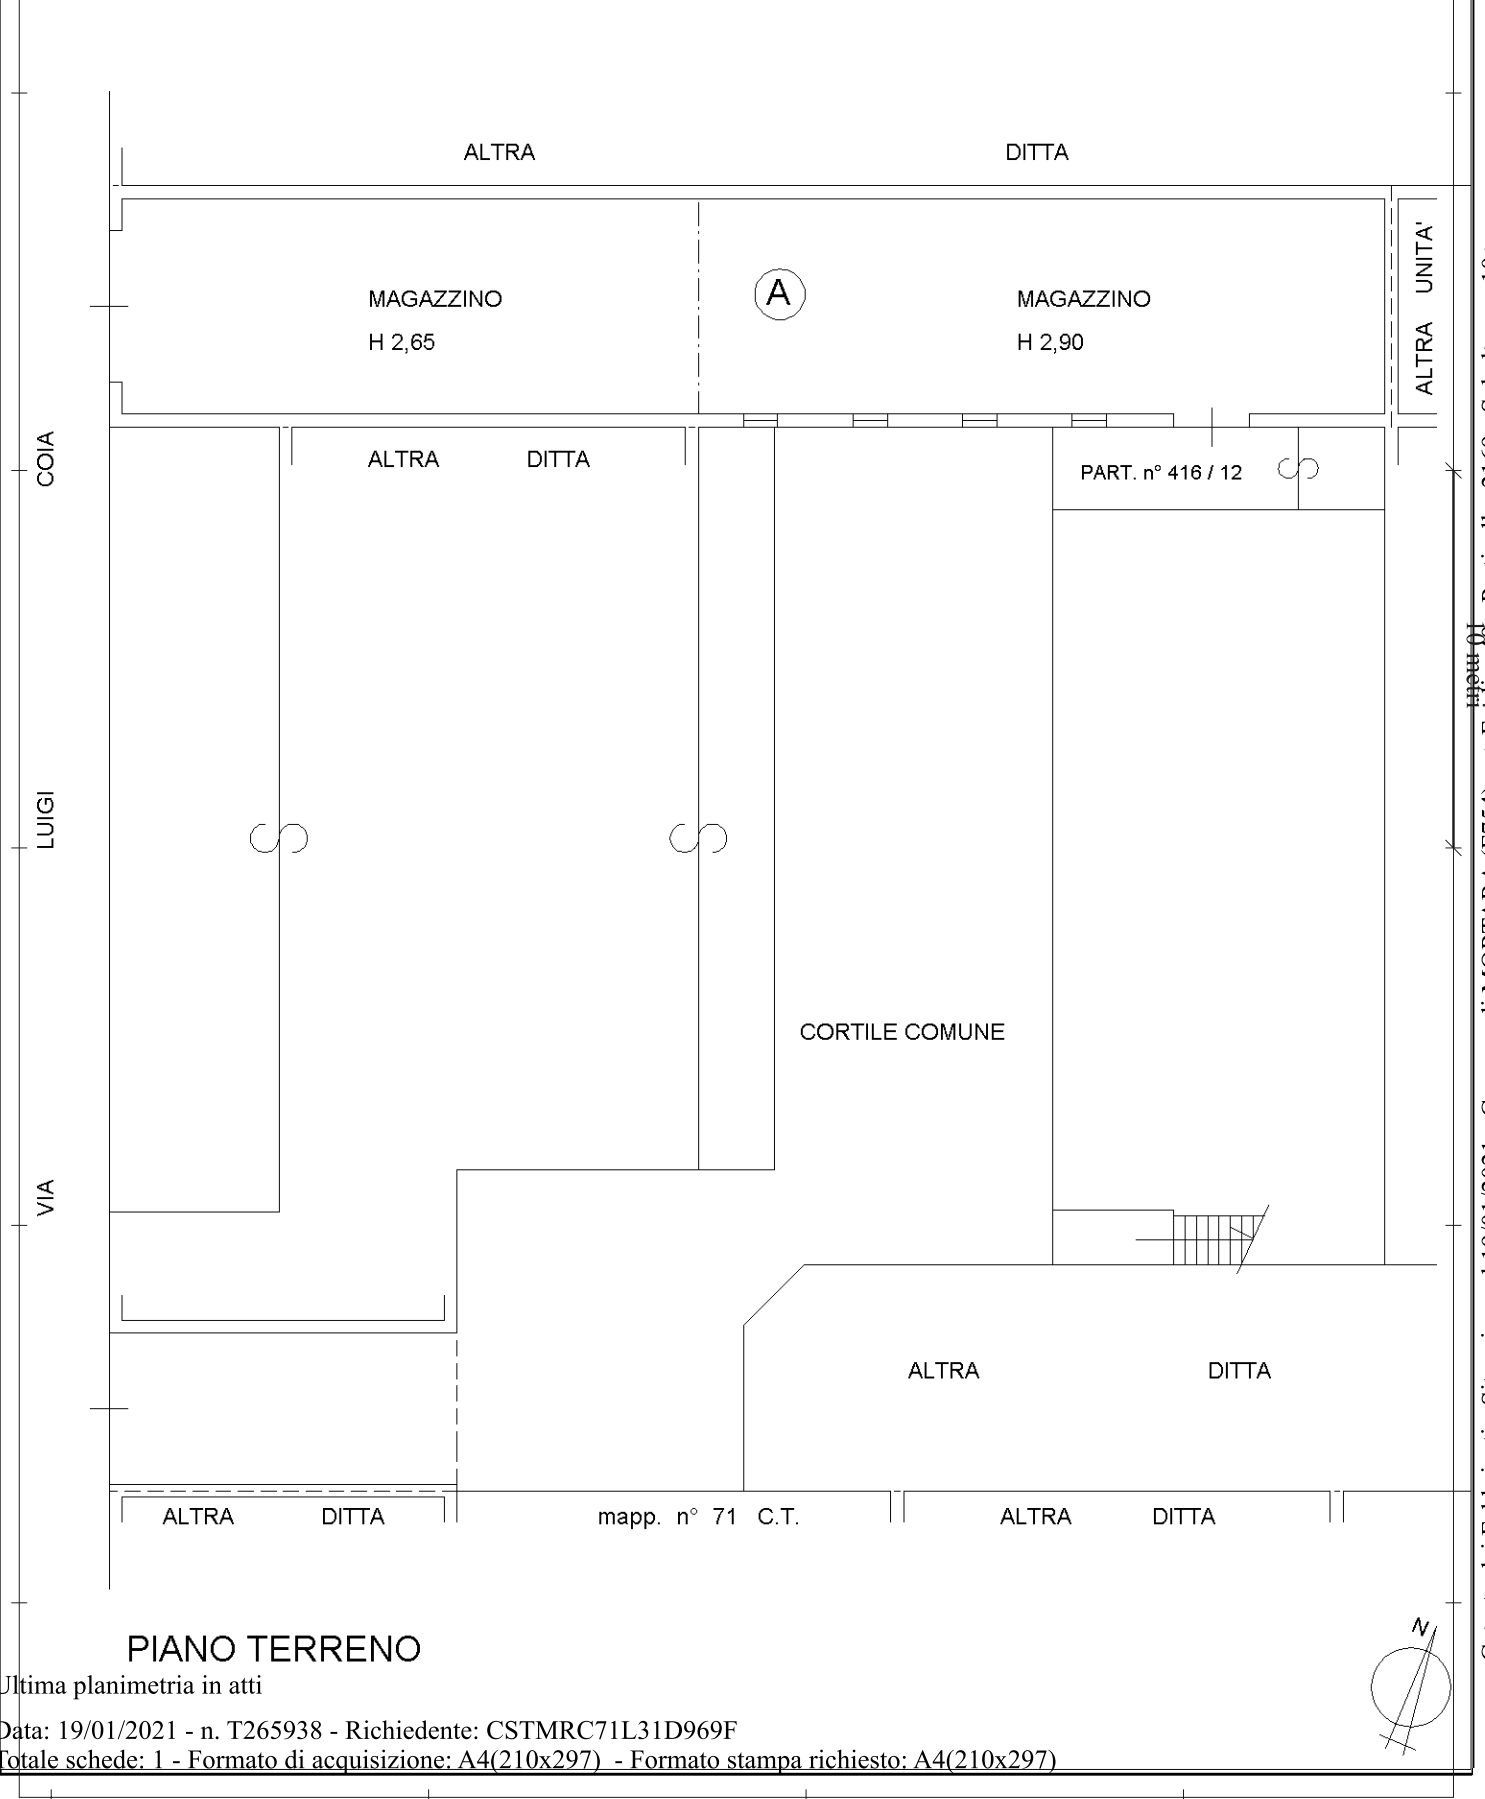 ALTRA DITTA
MAGAZZINO
H 2,65
A
MAGAZZINO
H 2,90
ALTRA UNITA'
ALTRA DITTA
PART. n° 416 / 12
S
S
S
VIA LUIGI COIA
10 metri
CORTILE COMUNE
ALTRA DITTA
ALTRA DITTA
mapp. n° 71 C.T.
ALTRA DITTA
PIANO TERRENO
N
Ultima planimetria in atti
Data: 19/01/2021 - n. T265938 - Richiedente: CSTMRC71L31D969F
Totale schede: 1 - Formato di acquisizione: A4(210x297) - Formato stampa richiesto: A4(210x297)